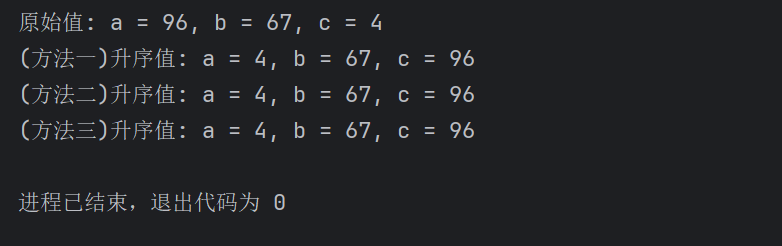 原始值: a = 96, b = 67, c = 4
(方法一)升序值: a = 4, b = 67, c = 96
(方法二)升序值: a = 4, b = 67, c = 96
(方法三)升序值: a = 4, b = 67, c = 96
进程已结束，退出代码为 0